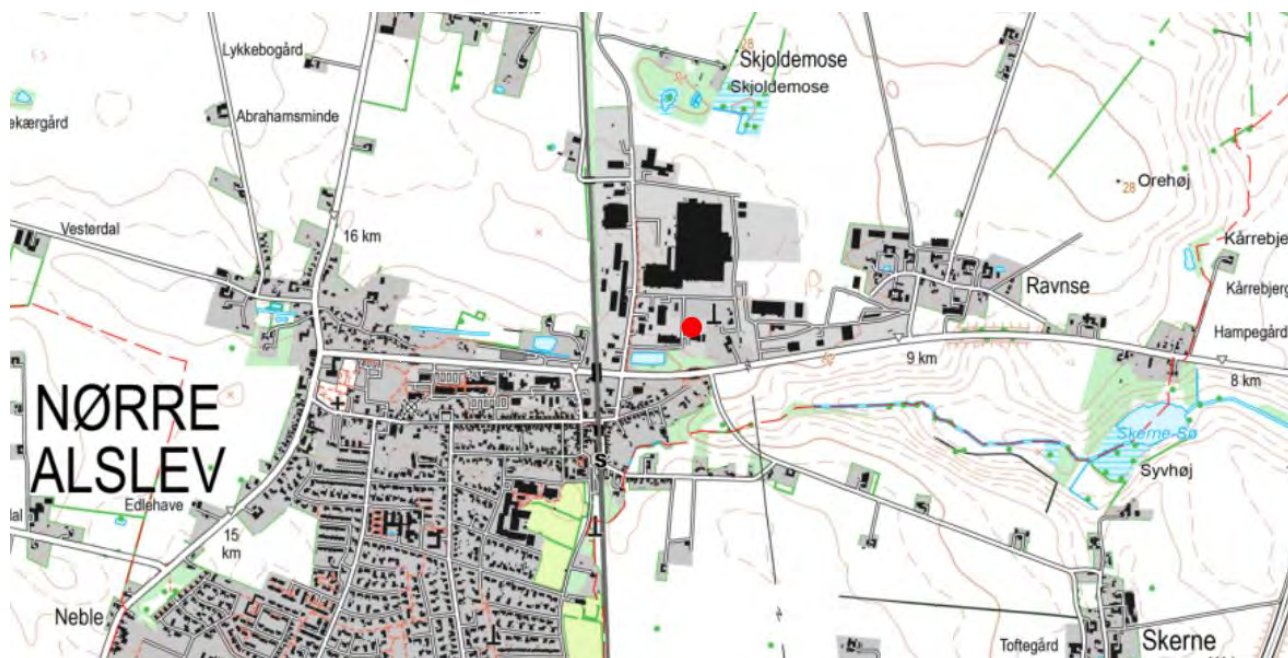 Lykkebogård
28
Skjoldemose
Skjoldemose
ekærgård
Abrahamsminde
Orehøj
28
Vesterdal
16 km
Kårrebje
Ravnse
Kårrebjerg
Hampegård
9 km
8 km
NØRRE
ALSLEV
Skerne-Sø
S
Syvhøj
Edlehave
dal
15
km
Neble
Toftegård
Skerne